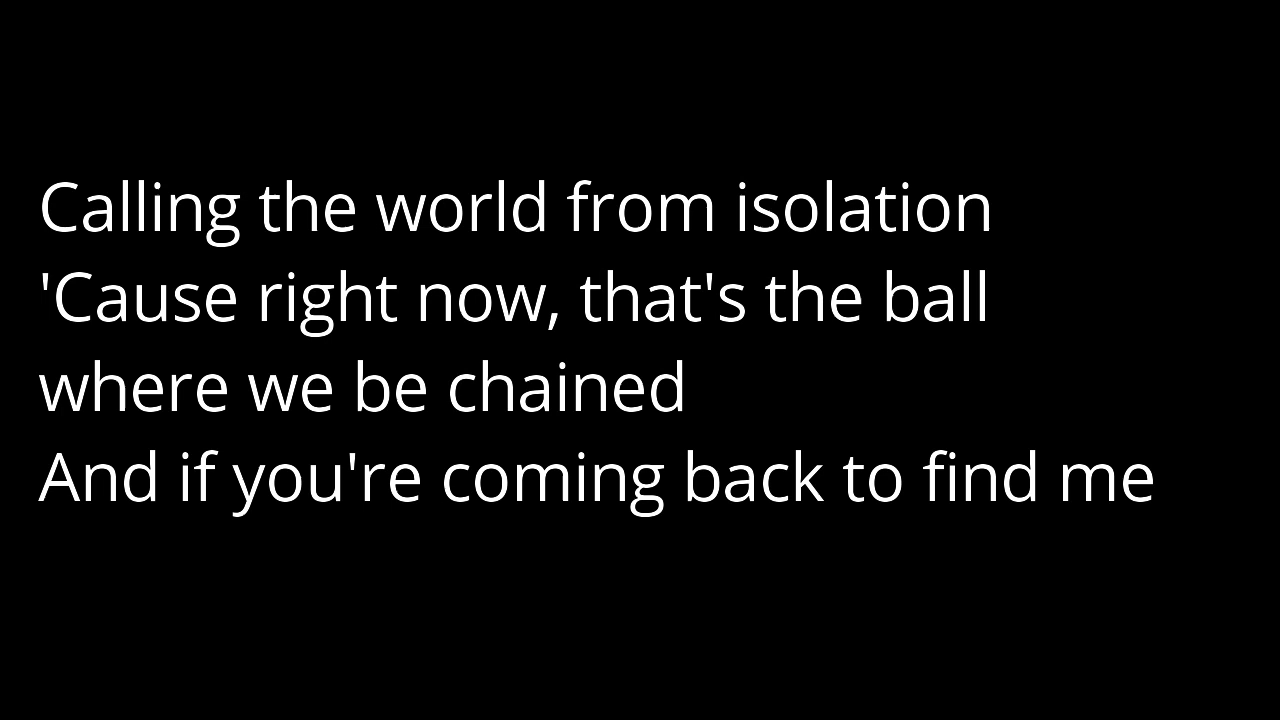 Calling the world from isolation
'Cause right now, that's the ball
where we be chained
And if you're coming back to find me